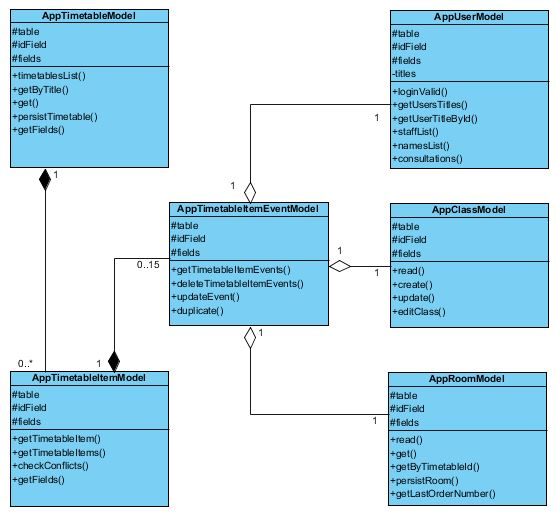 AppTimetableModel
#table
#idField
#fields
+timetablesList()
+getByTitle()
+get()
+persistTimetable()
+getFields()
1
0..*
AppTimetableItemModel
#table
#idField
#fields
+getTimetableItem()
+getTimetableItems()
+checkConflicts()
+getFields()
1
0..15
AppTimetableItemEventModel
#table
#idField
#fields
+getTimetableItemEvents()
+deleteTimetableItemEvents()
+updateEvent()
+duplicate()
1
1
AppUserModel
#table
#idField
#fields
-titles
+loginValid()
+getUsersTitles()
+getUserTitleById()
+staffList()
+namesList()
+consultations()
1
1
AppClassModel
#table
#idField
#fields
+read()
+create()
+update()
+editClass()
1
1
AppRoomModel
#table
#idField
#fields
+read()
+get()
+getByTimetableId()
+persistRoom()
+getLastOrderNumber()